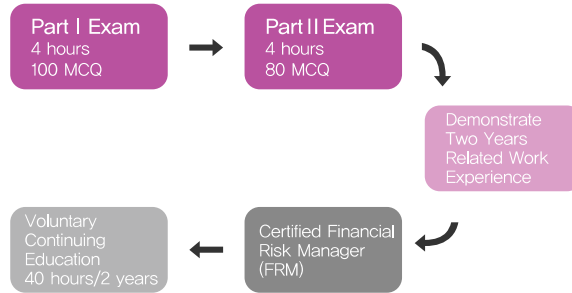 Part I Exam
4 hours
100 MCQ
Part II Exam
4 hours
80 MCQ
Demonstrate
Two Years
Related Work
Experience
Certified Financial
Risk Manager
(FRM)
Voluntary
Continuing
Education
40 hours/2 years